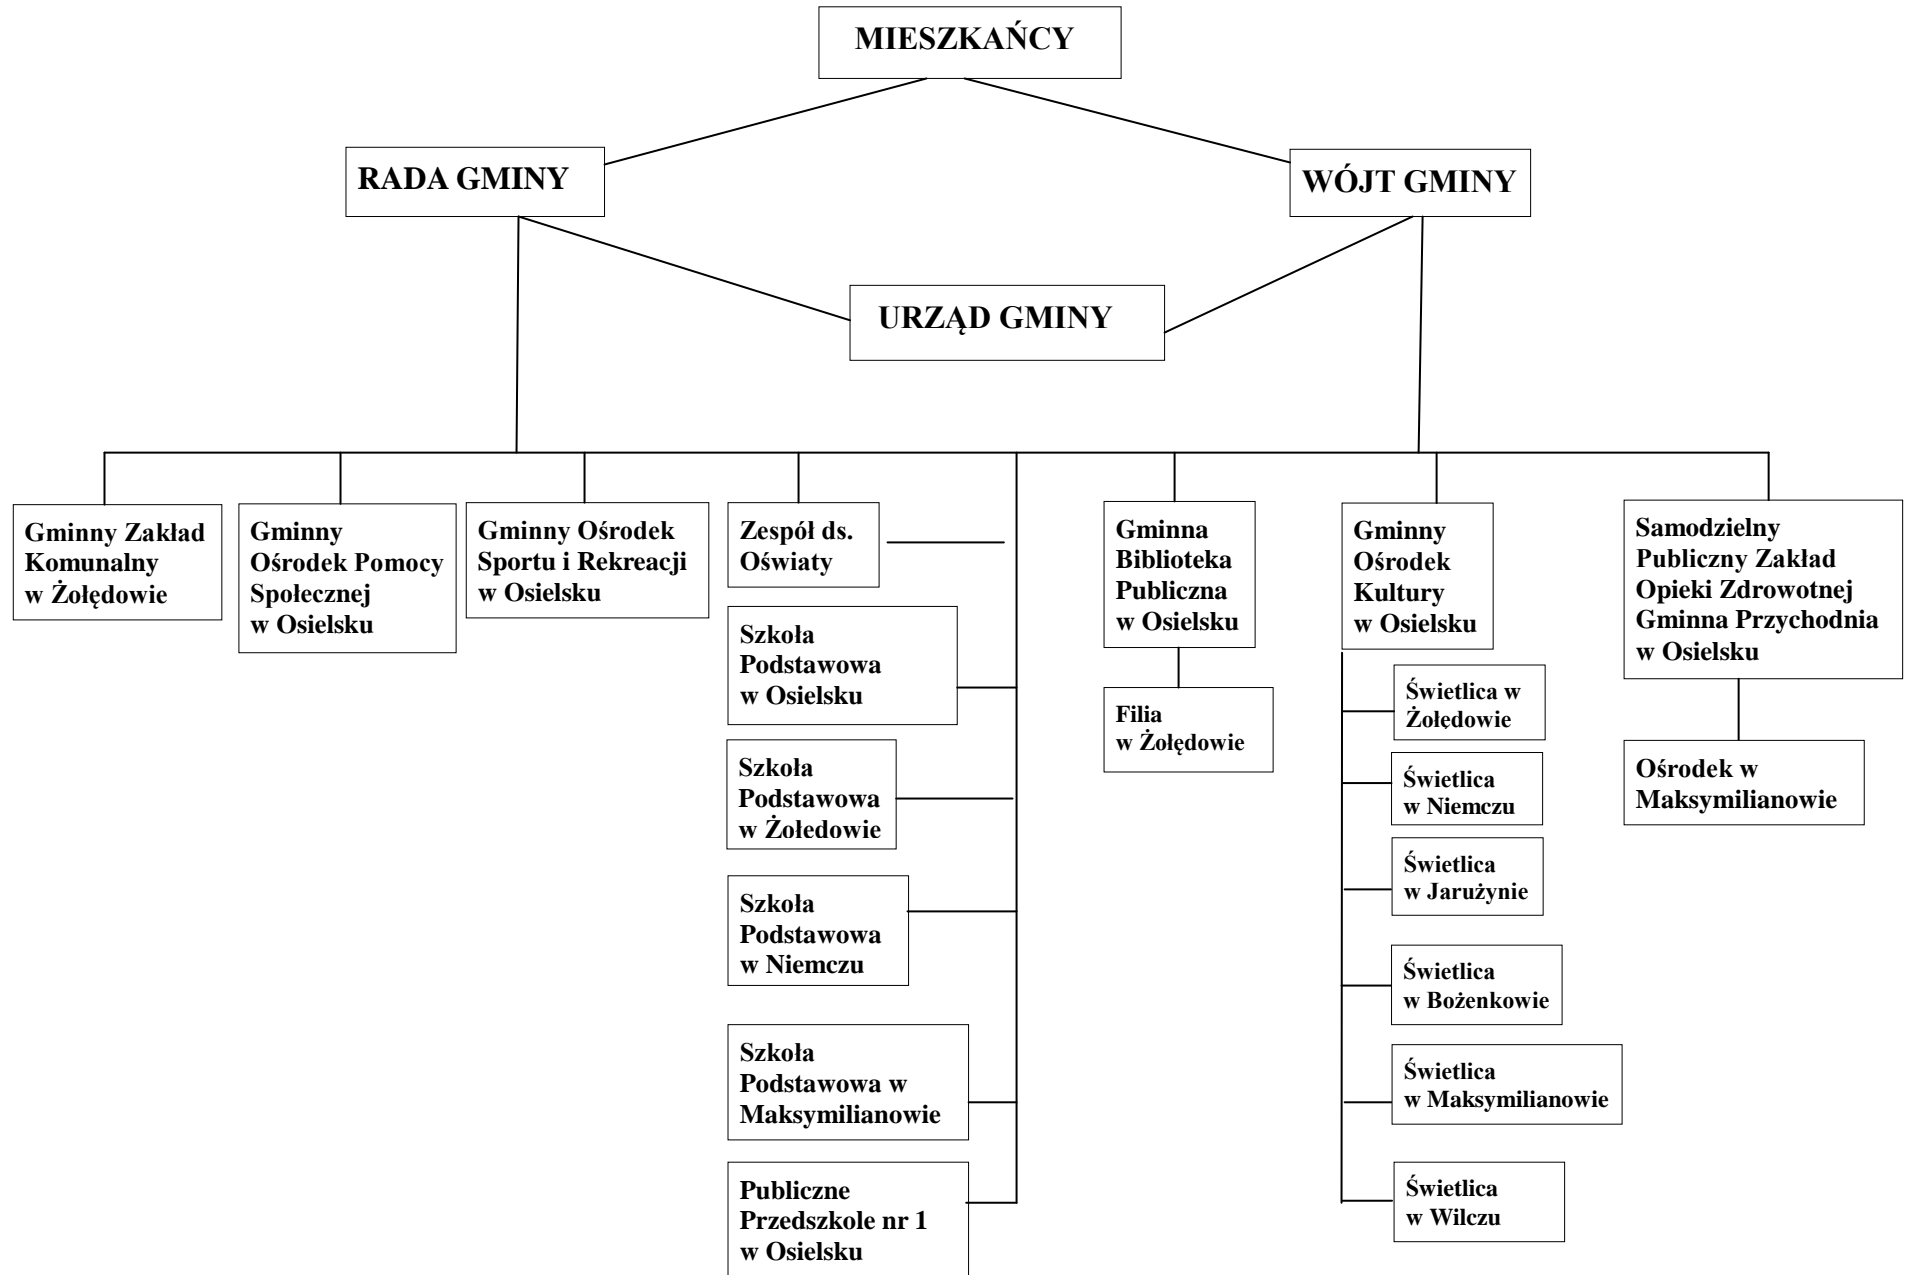 MIESZKAŃCY
RADA GMINY
WÓJT GMINY
URZĄD GMINY
Gminny Zakład
Komunalny
w Żołędowie
Gminny
Ośrodek Pomocy
Społecznej
w Osielsku
Gminny Ośrodek
Sportu i Rekreacji
w Osielsku
Zespół ds.
Oświaty
Szkoła
Podstawowa
w Osielsku
Szkoła
Podstawowa
w Żołedowie
Szkoła
Podstawowa
w Niemczu
Szkoła
Podstawowa w
Maksymilianowie
Publiczne
Przedszkole nr 1
w Osielsku
Gminna
Biblioteka
Publiczna
w Osielsku
Filia
w Żołędowie
Gminny
Ośrodek
Kultury
w Osielsku
Świetlica w
Żołędowie
Świetlica
w Niemczu
Świetlica
w Jarużynie
Świetlica
w Bożenkowie
Świetlica
w Maksymilianowie
Świetlica
w Wilczu
Samodzielny
Publiczny Zakład
Opieki Zdrowotnej
Gminna Przychodnia
w Osielsku
Ośrodek w
Maksymilianowie